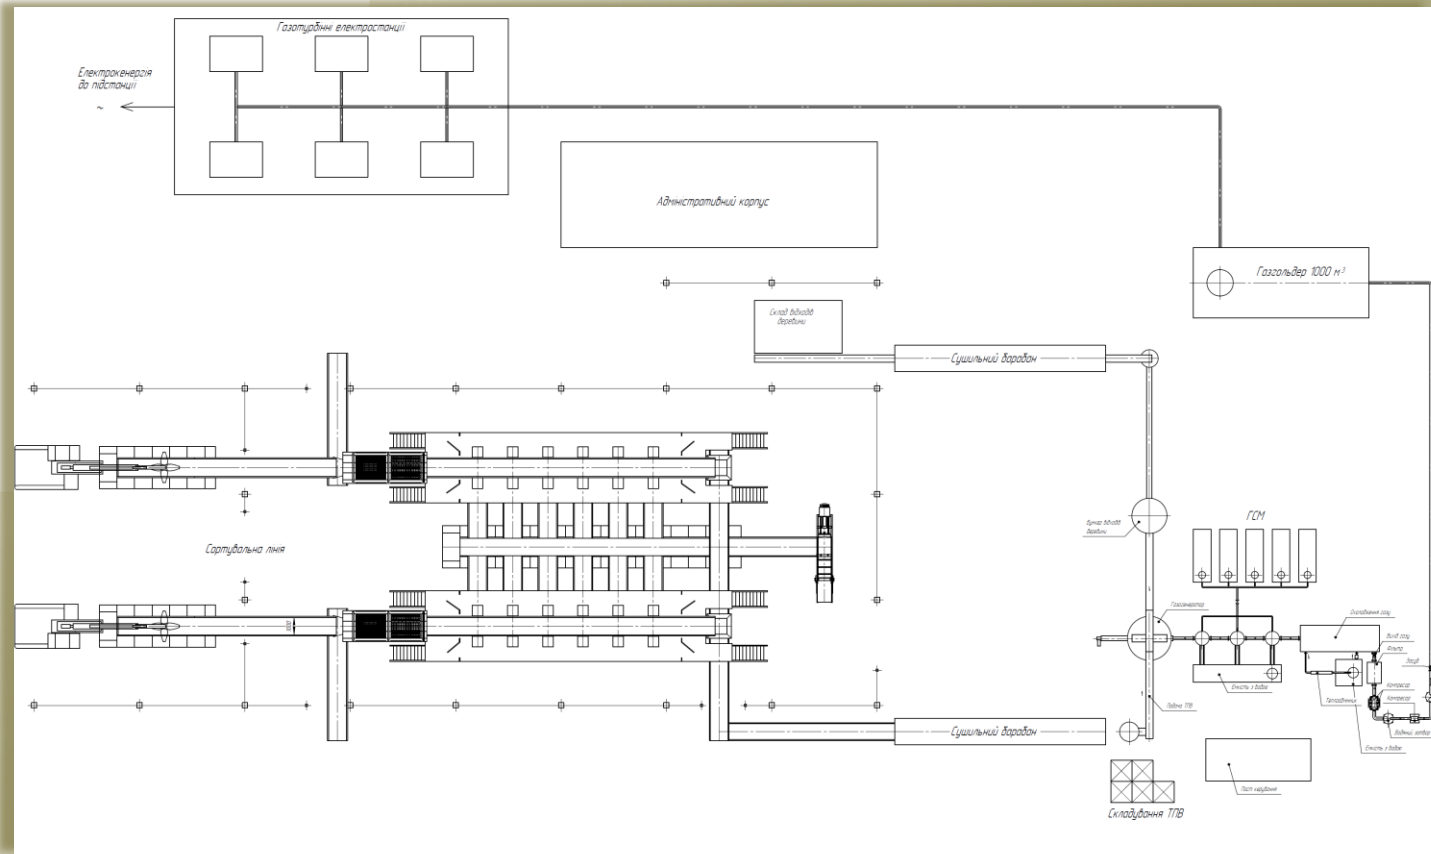 Газотурбінні електростанції
Електрокенергія
до підстанції
~
Адміністративний корпус
Газгольдер 1000 м³
Склад відходів
деревини
Сушильний барабан
Сортувальна лінія
1000
Бункер відходів
деревини
ГСМ
Газогенератор
Охолодження газу
Вихід газу
Фільтр
Ємність з водою
Теплообмінник
Компресор
Компресор
Водяний затвор
Ємність з водою
Подача ТПВ
Сушильний барабан
Пост керування
Складування ТПВ